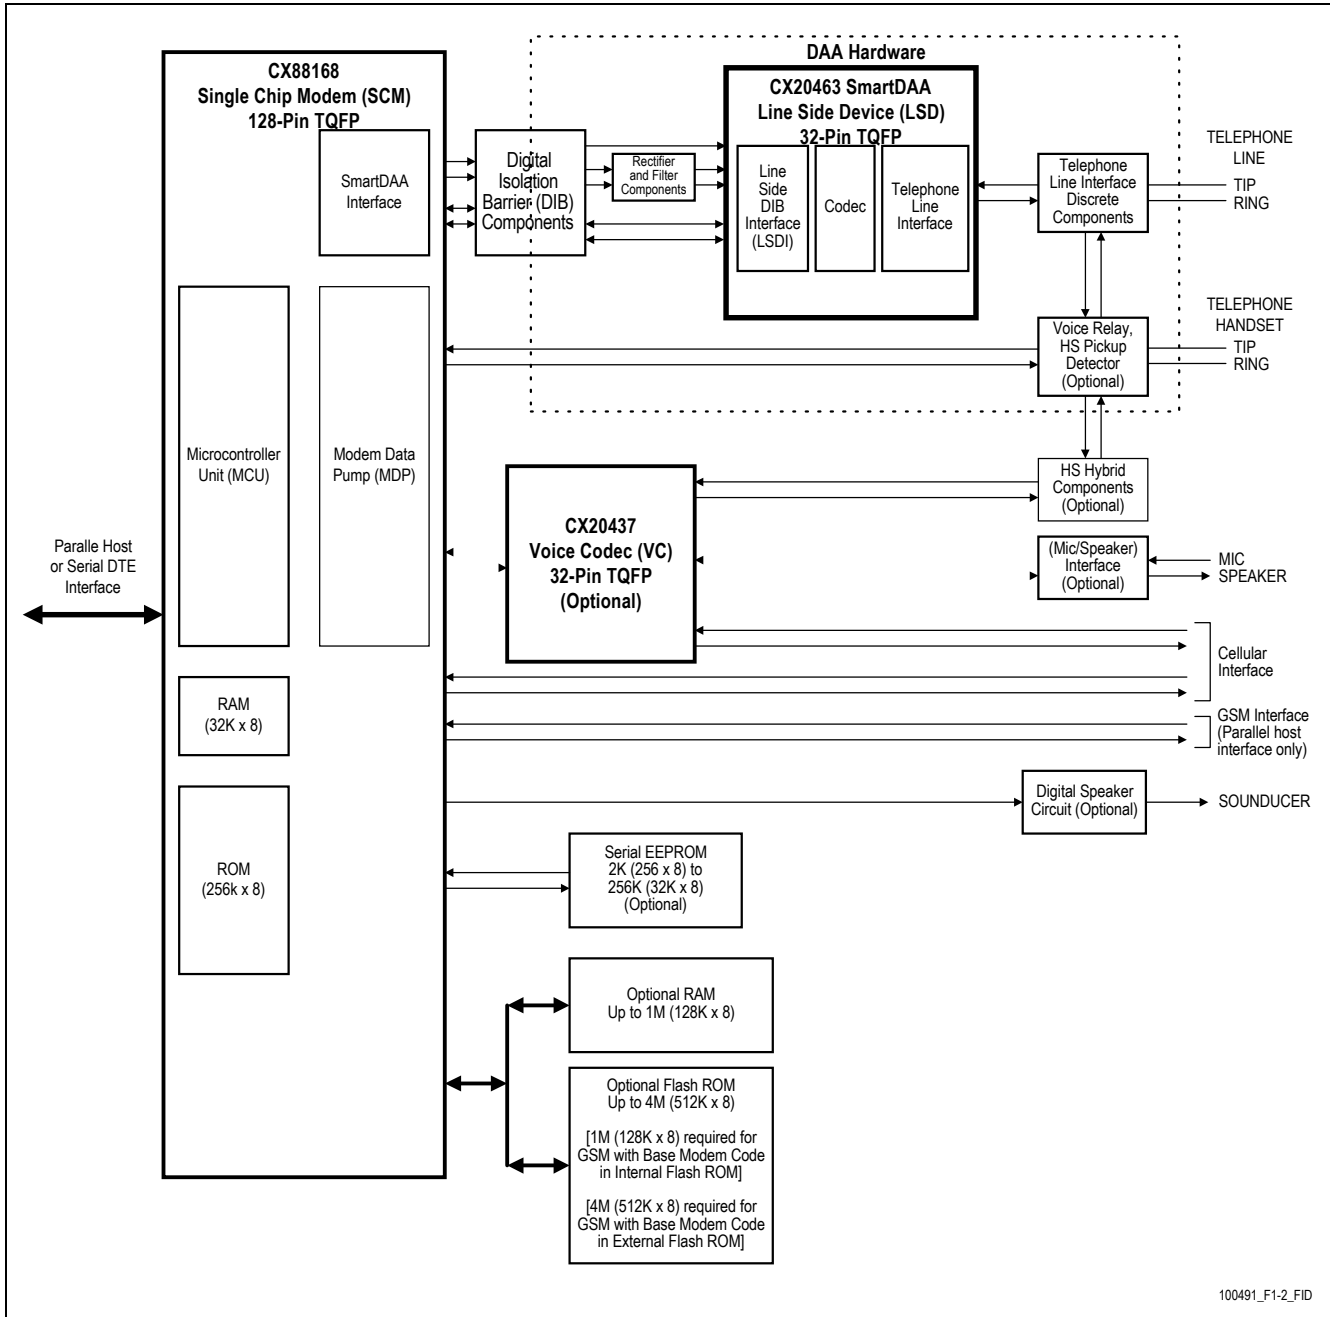 DAA Hardware
CX88168
Single Chip Modem (SCM)
128-Pin TQFP
SmartDAA
Interface
Digital
Isolation
Barrier (DIB)
Components
Rectifier
and Filter
Components
CX20463 SmartDAA
Line Side Device (LSD)
32-Pin TQFP
Line
Side
DIB
Interface
(LSDI)
Codec
Telephone
Line
Interface
Telephone
Line Interface
Discrete
Components
TELEPHONE
LINE
TIP
RING
Voice Relay,
HS Pickup
Detector
(Optional)
TELEPHONE
HANDSET
TIP
RING
Microcontroller
Unit (MCU)
Modem Data
Pump (MDP)
HS Hybrid
Components
(Optional)
CX20437
Voice Codec (VC)
32-Pin TQFP
(Optional)
(Mic/Speaker)
Interface
(Optional)
MIC
SPEAKER
Paralle Host
or Serial DTE
Interface
Cellular
Interface
RAM
(32K x 8)
GSM Interface
(Parallel host
interface only)
Digital Speaker
Circuit (Optional)
SOUNDUCER
ROM
(256k x 8)
Serial EEPROM
2K (256 x 8) to
256K (32K x 8)
(Optional)
Optional RAM
Up to 1M (128K x 8)
Optional Flash ROM
Up to 4M (512K x 8)
[1M (128K x 8) required for
GSM with Base Modem Code
in Internal Flash ROM]
[4M (512K x 8) required for
GSM with Base Modem Code
in External Flash ROM]
100491_F1-2_FID